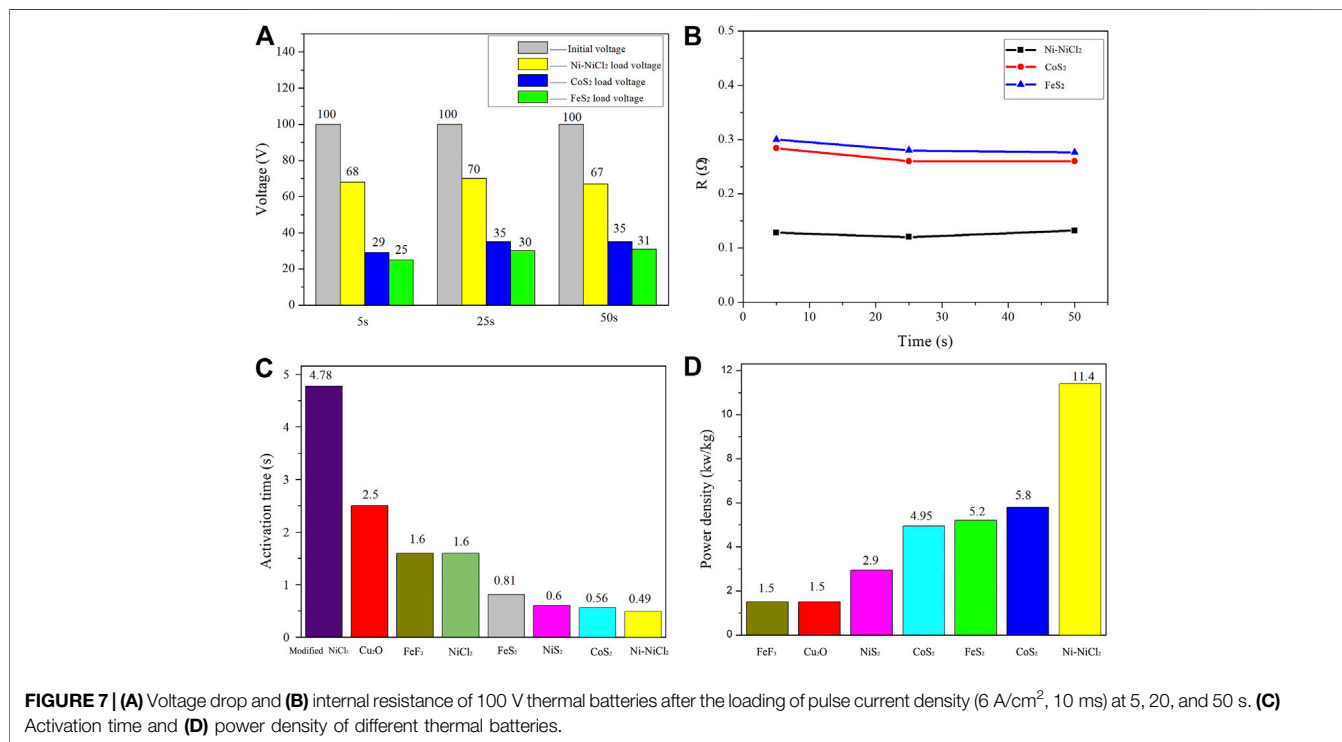 A
Voltage (V)
140
120
100
80
60
40
20
0
Initial voltage
Ni-NiCl₂ load voltage
CoS₂ load voltage
FeS₂ load voltage
100
68
29
25
100
70
35
30
100
67
35
31
5s
25s
50s
B
R (Ω)
0.5
0.4
0.3
0.2
0.1
0.0
Ni-NiCl₂
CoS₂
FeS₂
0
10
20
30
40
50
Time (s)
C
Activation time (s)
5
4
3
2
1
0
4.78
2.5
1.6
1.6
0.81
0.6
0.56
0.49
Modified NiCl₂
Cu₂O
FeF₃
NiCl₂
FeS₂
NiS₂
CoS₂
Ni-NiCl₂
D
Power density (kw/kg)
12
10
8
6
4
2
0
1.5
1.5
2.9
4.95
5.2
5.8
11.4
FeF₃
Cu₂O
NiS₂
CoS₂
FeS₂
CoS₂
Ni-NiCl₂
FIGURE 7 | (A) Voltage drop and (B) internal resistance of 100 V thermal batteries after the loading of pulse current density (6 A/cm², 10 ms) at 5, 20, and 50 s. (C)
Activation time and (D) power density of different thermal batteries.